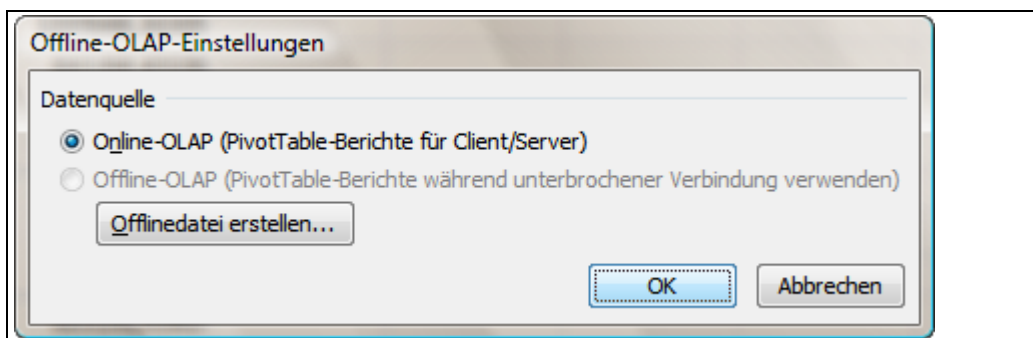 Offline-OLAP-Einstellungen
Datenquelle
Online-OLAP (PivotTable-Berichte für Client/Server)
Offline-OLAP (PivotTable-Berichte während unterbrochener Verbindung verwenden)
Offlinedatei erstellen...
OK Abbrechen